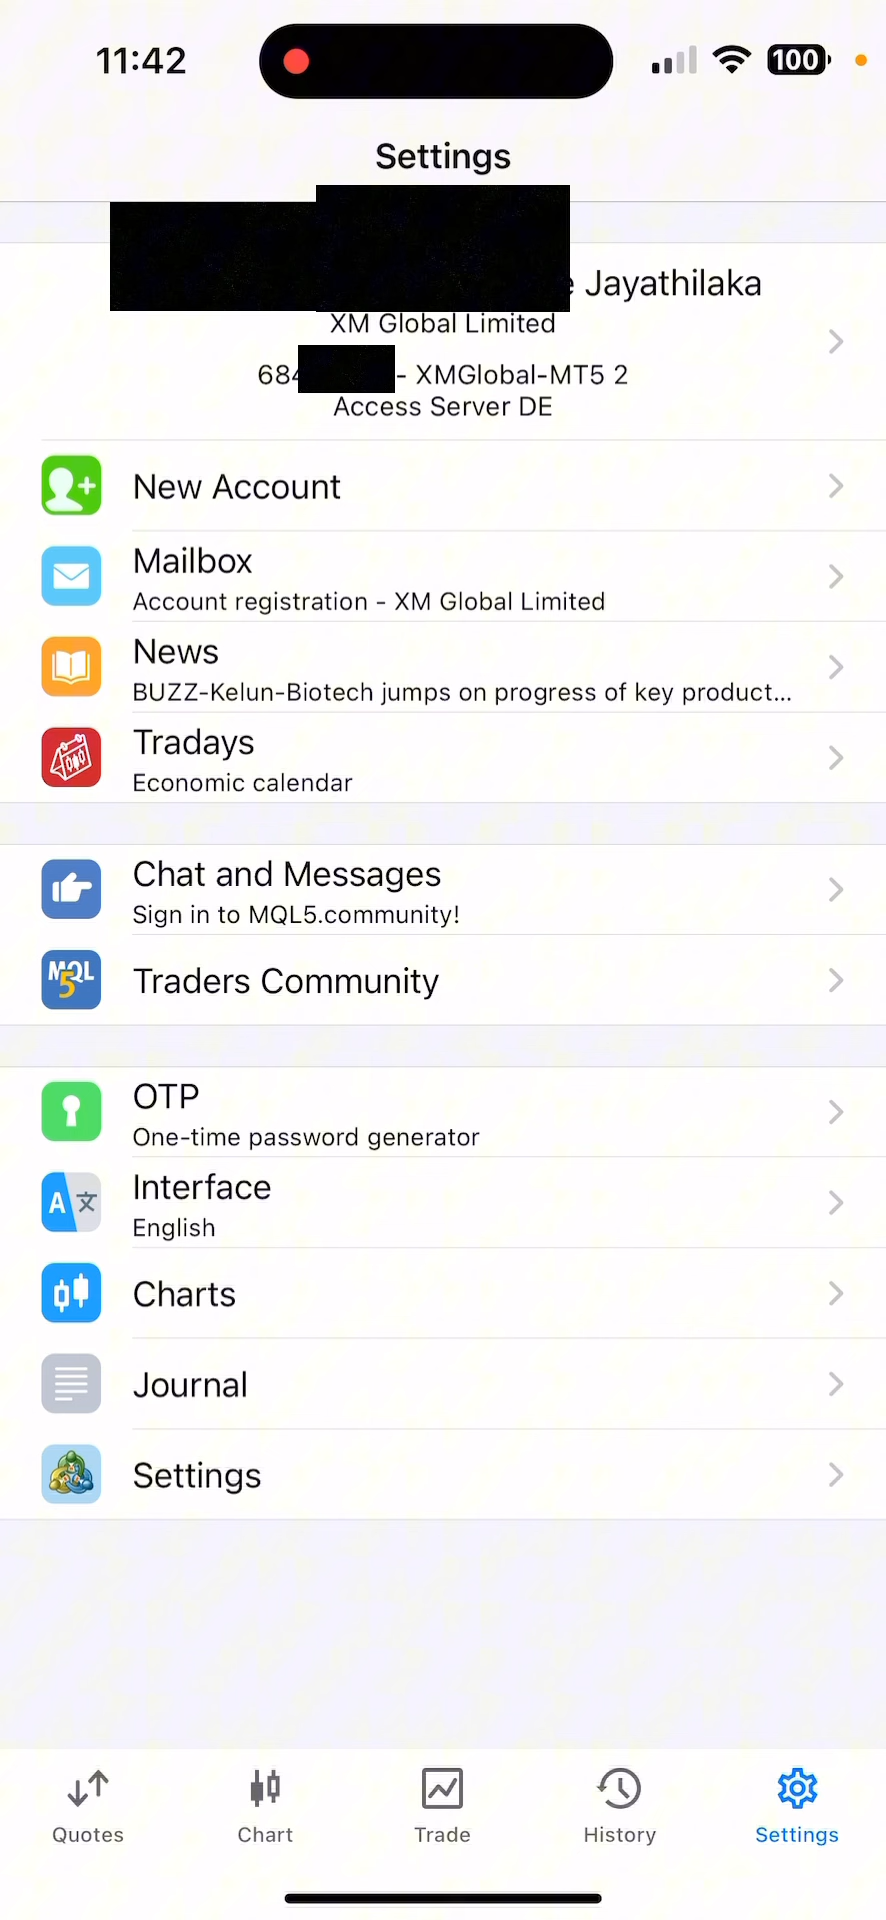 11:42
100
Settings
Jayathilaka
XM Global Limited
684 - XMGlobal-MT5 2
Access Server DE
New Account
Mailbox
Account registration - XM Global Limited
News
BUZZ-Kelun-Biotech jumps on progress of key product...
Tradays
Economic calendar
Chat and Messages
Sign in to MQL5.community!
MQL
5
Traders Community
OTP
One-time password generator
A 文
Interface
English
Charts
Journal
Settings
Quotes
Chart
Trade
History
Settings